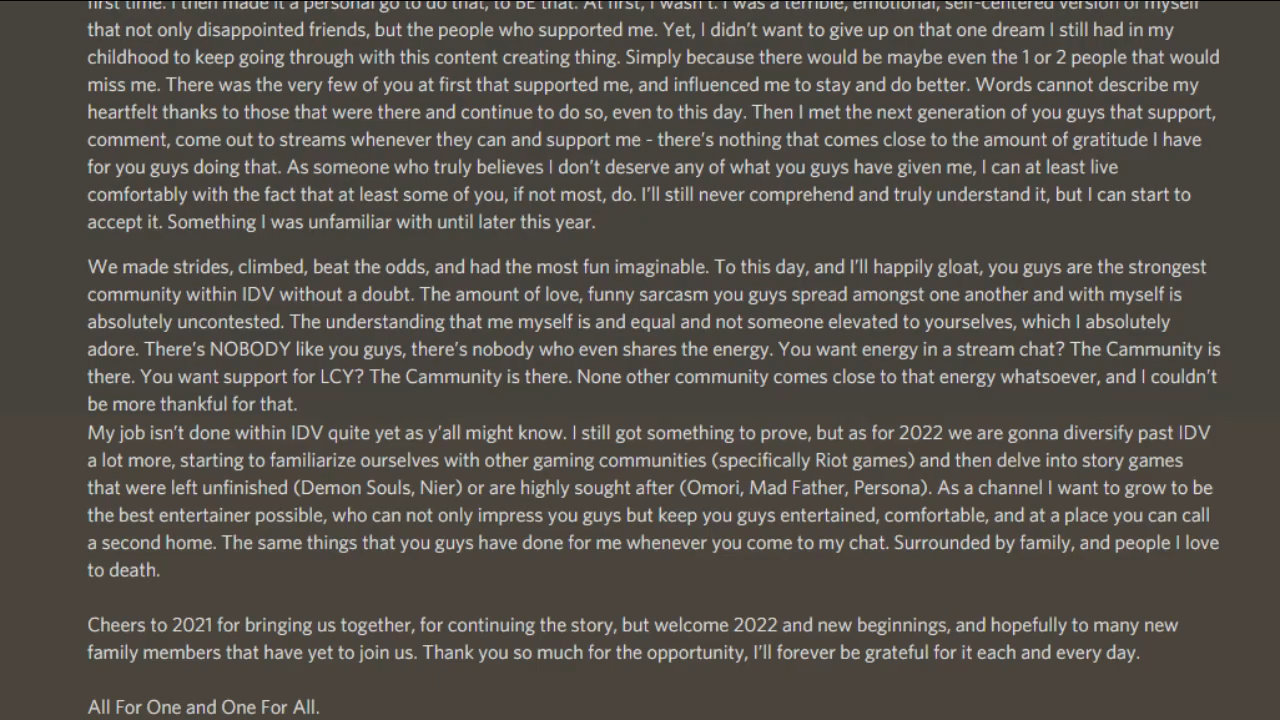 first time. I then made it a personal go to do that, to BE that. At first, I wasn't. I was a terrible, emotional, self-centered version of myself
that not only disappointed friends, but the people who supported me. Yet, I didn't want to give up on that one dream I still had in my
childhood to keep going through with this content creating thing. Simply because there would be maybe even the 1 or 2 people that would
miss me. There was the very few of you at first that supported me, and influenced me to stay and do better. Words cannot describe my
heartfelt thanks to those that were there and continue to do so, even to this day. Then I met the next generation of you guys that support,
comment, come out to streams whenever they can and support me - there's nothing that comes close to the amount of gratitude I have
for you guys doing that. As someone who truly believes I don't deserve any of what you guys have given me, I can at least live
comfortably with the fact that at least some of you, if not most, do. I'll still never comprehend and truly understand it, but I can start to
accept it. Something I was unfamiliar with until later this year.
We made strides, climbed, beat the odds, and had the most fun imaginable. To this day, and I'll happily gloat, you guys are the strongest
community within IDV without a doubt. The amount of love, funny sarcasm you guys spread amongst one another and with myself is
absolutely uncontested. The understanding that me myself is and equal and not someone elevated to yourselves, which I absolutely
adore. There's NOBODY like you guys, there's nobody who even shares the energy. You want energy in a stream chat? The Cammunity is
there. You want support for LCY? The Cammunity is there. None other community comes close to that energy whatsoever, and I couldn't
be more thankful for that.
My job isn't done within IDV quite yet as y'all might know. I still got something to prove, but as for 2022 we are gonna diversify past IDV
a lot more, starting to familiarize ourselves with other gaming communities (specifically Riot games) and then delve into story games
that were left unfinished (Demon Souls, Nier) or are highly sought after (Omori, Mad Father, Persona). As a channel I want to grow to be
the best entertainer possible, who can not only impress you guys but keep you guys entertained, comfortable, and at a place you can call
a second home. The same things that you guys have done for me whenever you come to my chat. Surrounded by family, and people I love
to death.
Cheers to 2021 for bringing us together, for continuing the story, but welcome 2022 and new beginnings, and hopefully to many new
family members that have yet to join us. Thank you so much for the opportunity, I'll forever be grateful for it each and every day.
All For One and One For All.